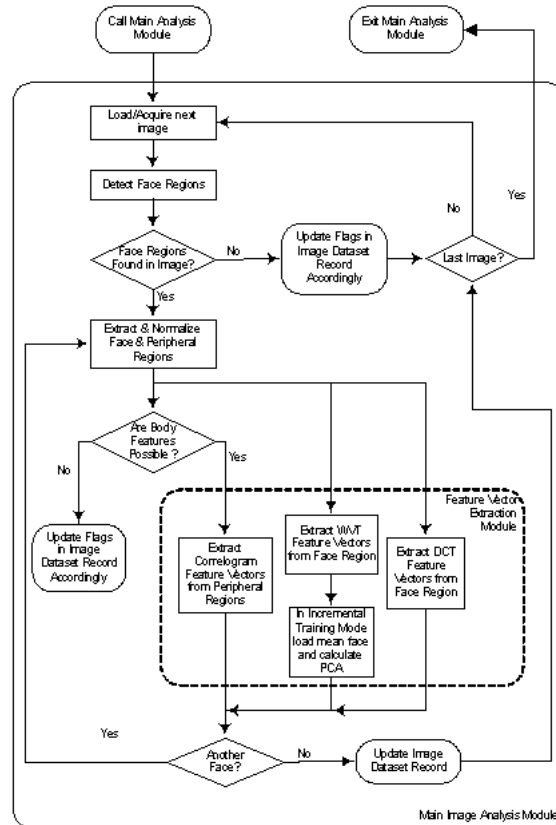 Call Main Analysis
Module
Exit Main Analysis
Module
Load/Acquire next
image
Detect Face Regions
Face Regions
Found in Image?
No
Update Flags in
Image Dataset
Record
Accordingly
Last Image?
No
Yes
Yes
Extract & Normalize
Face & Peripheral
Regions
Are Body
Features
Possible ?
No
Yes
Update Flags
in Image
Dataset Record
Accordingly
Feature Vector
Extraction
Module
Extract
Correlogram
Feature Vectors
from Peripheral
Regions
Extract WVT
Feature Vectors
from Face Region
In Incremental
Training Mode
load mean face
and calculate
PCA
Extract DCT
Feature
Vectors from
Face Region
Yes
Another
Face?
No
Update Image
Dataset Record
Main Image Analysis Module